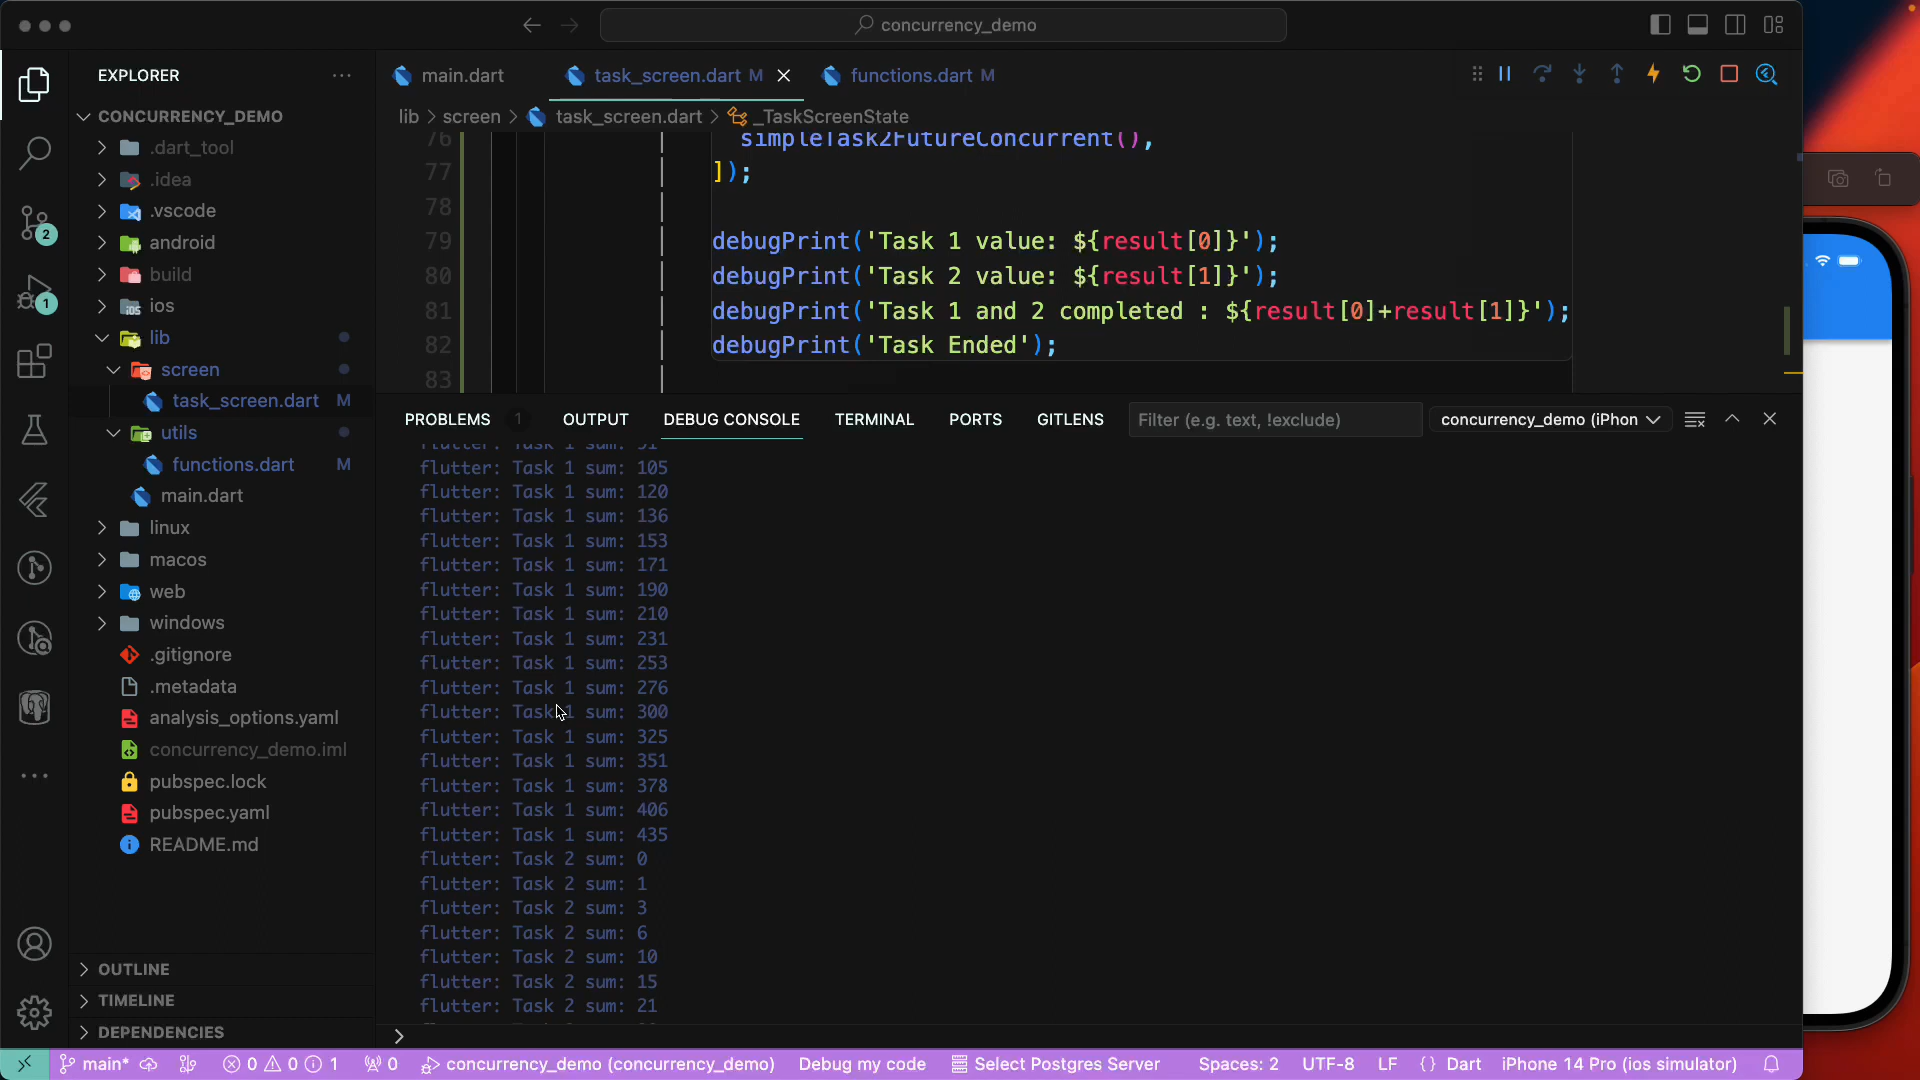 concurrency_demo
EXPLORER
CONCURRENCY_DEMO
.dart_tool
.idea
.vscode
android
build
ios
lib
screen
task_screen.dart M
utils
functions.dart M
main.dart
linux
macos
web
windows
.gitignore
.metadata
analysis_options.yaml
concurrency_demo.iml
pubspec.lock
pubspec.yaml
README.md
OUTLINE
TIMELINE
DEPENDENCIES
2
1
main.dart
task_screen.dart M
functions.dart M
lib > screen > task_screen.dart > _TaskScreenState
76 simpleTask2FutureConcurrent(),
77 ]);
78
79 debugPrint('Task 1 value: ${result[0]}');
80 debugPrint('Task 2 value: ${result[1]}');
81 debugPrint('Task 1 and 2 completed : ${result[0]+result[1]}');
82 debugPrint('Task Ended');
83
PROBLEMS 1 OUTPUT DEBUG CONSOLE TERMINAL PORTS GITLENS Filter (e.g. text, !exclude) concurrency_demo (iPhon
flutter: Task 1 sum: 91
flutter: Task 1 sum: 105
flutter: Task 1 sum: 120
flutter: Task 1 sum: 136
flutter: Task 1 sum: 153
flutter: Task 1 sum: 171
flutter: Task 1 sum: 190
flutter: Task 1 sum: 210
flutter: Task 1 sum: 231
flutter: Task 1 sum: 253
flutter: Task 1 sum: 276
flutter: Task 1 sum: 300
flutter: Task 1 sum: 325
flutter: Task 1 sum: 351
flutter: Task 1 sum: 378
flutter: Task 1 sum: 406
flutter: Task 1 sum: 435
flutter: Task 2 sum: 0
flutter: Task 2 sum: 1
flutter: Task 2 sum: 3
flutter: Task 2 sum: 6
flutter: Task 2 sum: 10
flutter: Task 2 sum: 15
flutter: Task 2 sum: 21
main* 0 0 1 0 concurrency_demo (concurrency_demo) Debug my code Select Postgres Server Spaces: 2 UTF-8 LF {} Dart iPhone 14 Pro (ios simulator)